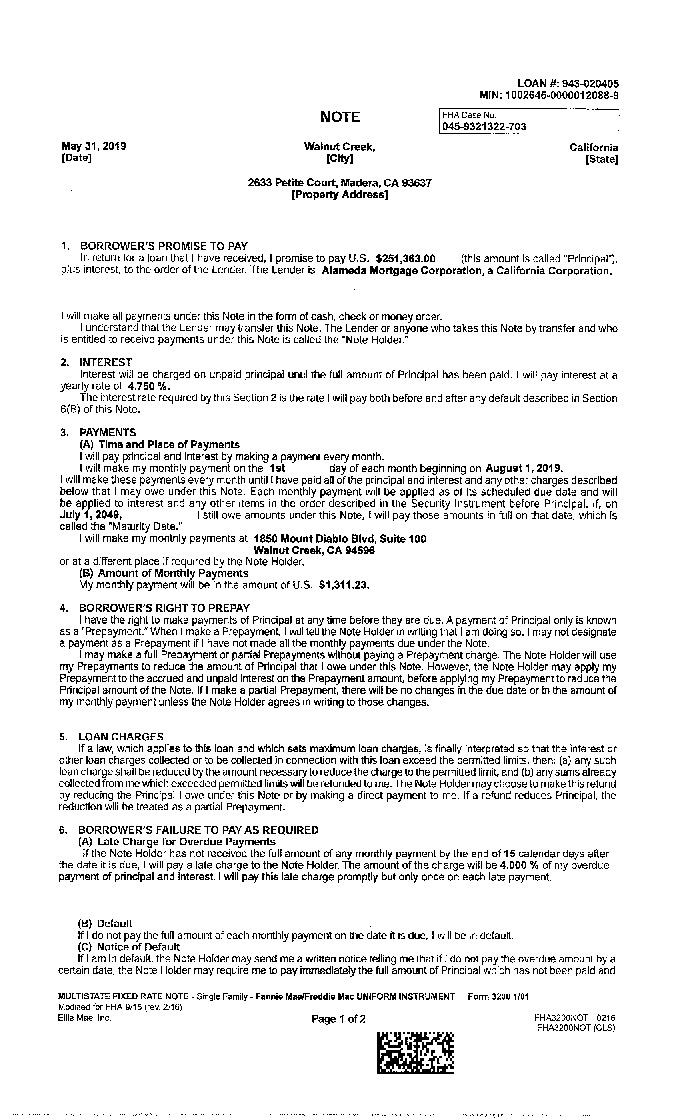 LOAN #: 943-020405
MIN: 1002646-0000012088-9
NOTE
FHA Case No.
045-9321322-703
May 31, 2019 Walnut Creek, California
[Date] [City] [State]
2633 Petite Court, Madera, CA 93637
[Property Address]
1. BORROWER'S PROMISE TO PAY
In return for a loan that I have received, I promise to pay U.S. $251,363.00 (this amount is called "Principal"),
plus interest, to the order of the Lender. The Lender is Alameda Mortgage Corporation, a California Corporation.
I will make all payments under this Note in the form of cash, check or money order.
I understand that the Lender may transfer this Note. The Lender or anyone who takes this Note by transfer and who
is entitled to receive payments under this Note is called the "Note Holder."
2. INTEREST
Interest will be charged on unpaid principal until the full amount of Principal has been paid. I will pay interest at a
yearly rate of 4.750 %.
The interest rate required by this Section 2 is the rate I will pay both before and after any default described in Section
6(B) of this Note.
3. PAYMENTS
(A) Time and Place of Payments
I will pay principal and interest by making a payment every month.
I will make my monthly payment on the 1st day of each month beginning on August 1, 2019.
I will make these payments every month until I have paid all of the principal and interest and any other charges described
below that I may owe under this Note. Each monthly payment will be applied as of its scheduled due date and will
be applied to interest and any other items in the order described in the Security Instrument before Principal. If, on
July 1, 2049, I still owe amounts under this Note, I will pay those amounts in full on that date, which is
called the "Maturity Date."
I will make my monthly payments at 1850 Mount Diablo Blvd, Suite 100
Walnut Creek, CA 94596
or at a different place if required by the Note Holder.
(B) Amount of Monthly Payments
My monthly payment will be in the amount of U.S. $1,311.23.
4. BORROWER'S RIGHT TO PREPAY
I have the right to make payments of Principal at any time before they are due. A payment of Principal only is known
as a "Prepayment." When I make a Prepayment, I will tell the Note Holder in writing that I am doing so. I may not designate
a payment as a Prepayment if I have not made all the monthly payments due under the Note.
I may make a full Prepayment or partial Prepayments without paying a Prepayment charge. The Note Holder will use
my Prepayments to reduce the amount of Principal that I owe under this Note. However, the Note Holder may apply my
Prepayment to the accrued and unpaid Interest on the Prepayment amount, before applying my Prepayment to reduce the
Principal amount of the Note. If I make a partial Prepayment, there will be no changes in the due date or in the amount of
my monthly payment unless the Note Holder agrees in writing to those changes.
5. LOAN CHARGES
If a law, which applies to this loan and which sets maximum loan charges, is finally interpreted so that the interest or
other loan charges collected or to be collected in connection with this loan exceed the permitted limits, then: (a) any such
loan charge shall be reduced by the amount necessary to reduce the charge to the permitted limit, and (b) any sums already
collected from me which exceeded permitted limits will be refunded to me. The Note Holder may choose to make this refund
by reducing the Principal I owe under this Note or by making a direct payment to me. If a refund reduces Principal, the
reduction will be treated as a partial Prepayment.
6. BORROWER'S FAILURE TO PAY AS REQUIRED
(A) Late Charge for Overdue Payments
If the Note Holder has not received the full amount of any monthly payment by the end of 15 calendar days after
the date it is due, I will pay a late charge to the Note Holder. The amount of the charge will be 4.000 % of my overdue
payment of principal and interest. I will pay this late charge promptly but only once on each late payment.
(B) Default
If I do not pay the full amount of each monthly payment on the date it is due, I will be in default.
(C) Notice of Default
If I am in default, the Note Holder may send me a written notice telling me that if I do not pay the overdue amount by a
certain date, the Note Holder may require me to pay immediately the full amount of Principal which has not been paid and
MULTISTATE FIXED RATE NOTE - Single Family - Fannie Mae/Freddie Mac UNIFORM INSTRUMENT Form 3200 1/01
Modified for FHA 9/15 (rev. 2/16)
Ellie Mae, Inc. Page 1 of 2 FHA3200NOT 0216
FHA3200NOT (CLS)